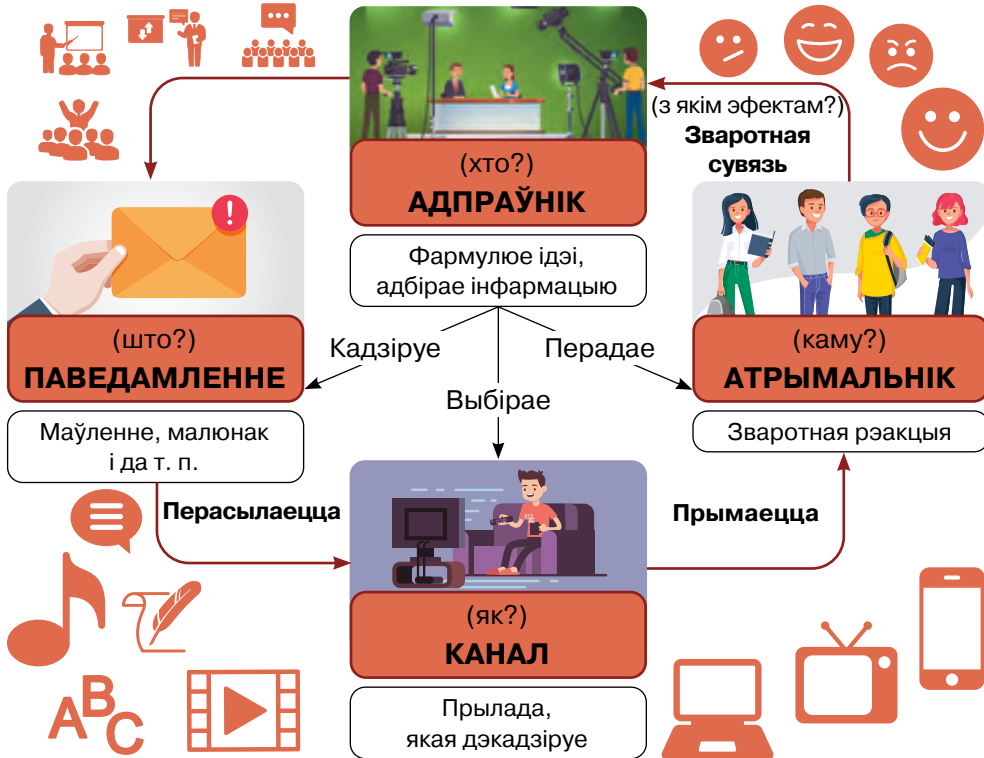 (з якім эфектам?)
Зваротная
сувязь
(хто?)
АДПРАЎНІК
Фармулюе ідэі,
адбірае інфармацыю
!
(што?)
ПАВЕДАМЛЕННЕ
Маўленне, малюнак
і да т. п.
Кадзіруе
Выбірае
Перадае
(каму?)
АТРЫМАЛЬНІК
Зваротная рэакцыя
Перасылаецца
Прымаецца
(як?)
КАНАЛ
Прылада,
якая дэкадзіруе
ABC